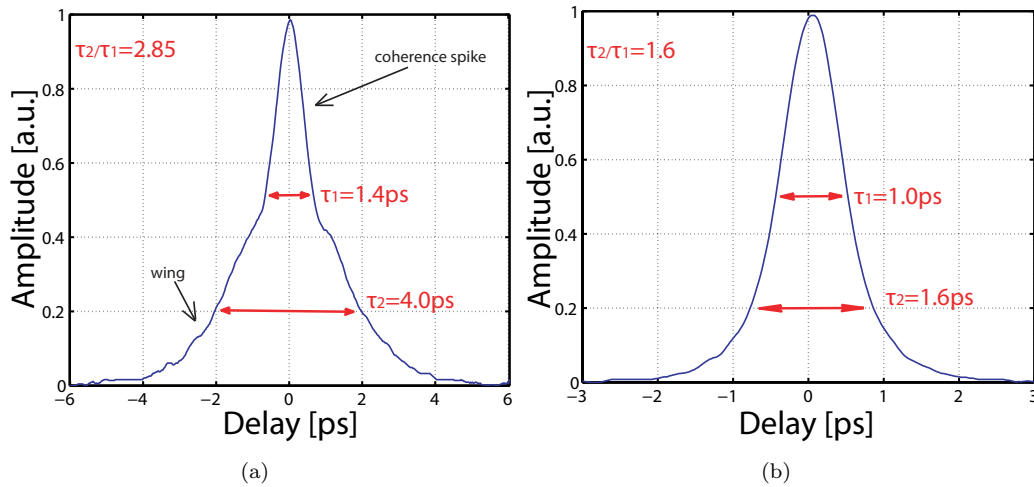 τ2/τ1=2.85
coherence spike
τ1=1.4ps
wing
τ2=4.0ps
Amplitude [a.u.]
1
0.8
0.6
0.4
0.2
0
−6 −4 −2 0 2 4 6
Delay [ps]
(a)
τ2/τ1=1.6
τ1=1.0ps
τ2=1.6ps
Amplitude [a.u.]
1
0.8
0.6
0.4
0.2
0
−3 −2 −1 0 1 2 3
Delay [ps]
(b)